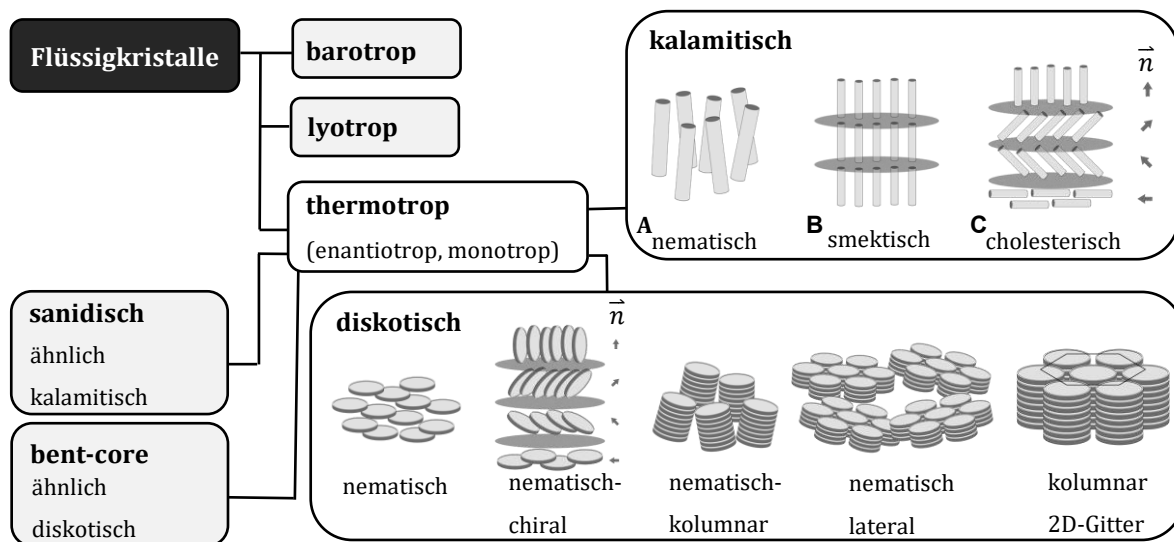 Flüssigkristalle
barotrop
lyotrop
thermotrop
(enantiotrop, monotrop)
sanidisch
ähnlich
kalamitisch
bent-core
ähnlich
diskotisch
kalamitisch
n
A nematisch
B smektisch
C cholesterisch
diskotisch
n
nematisch
nematisch-
chiral
nematisch-
kolumnar
nematisch
lateral
kolumnar
2D-Gitter